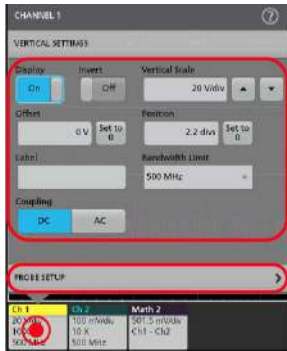 CHANNEL 1
VERTICAL SETTINGS
Display Invert Vertical Scale
On Off 20 V/div
Offset Position
0 V Set to 0 2.2 divs Set to 0
Label Bandwidth Limit
500 MHz
Coupling
DC AC
PROBE SETUP
Ch 1 Ch 2 Math 2
100 mV/div 501.5 mV/div
10 X Ch1 - Ch2
500 MHz 500 MHz